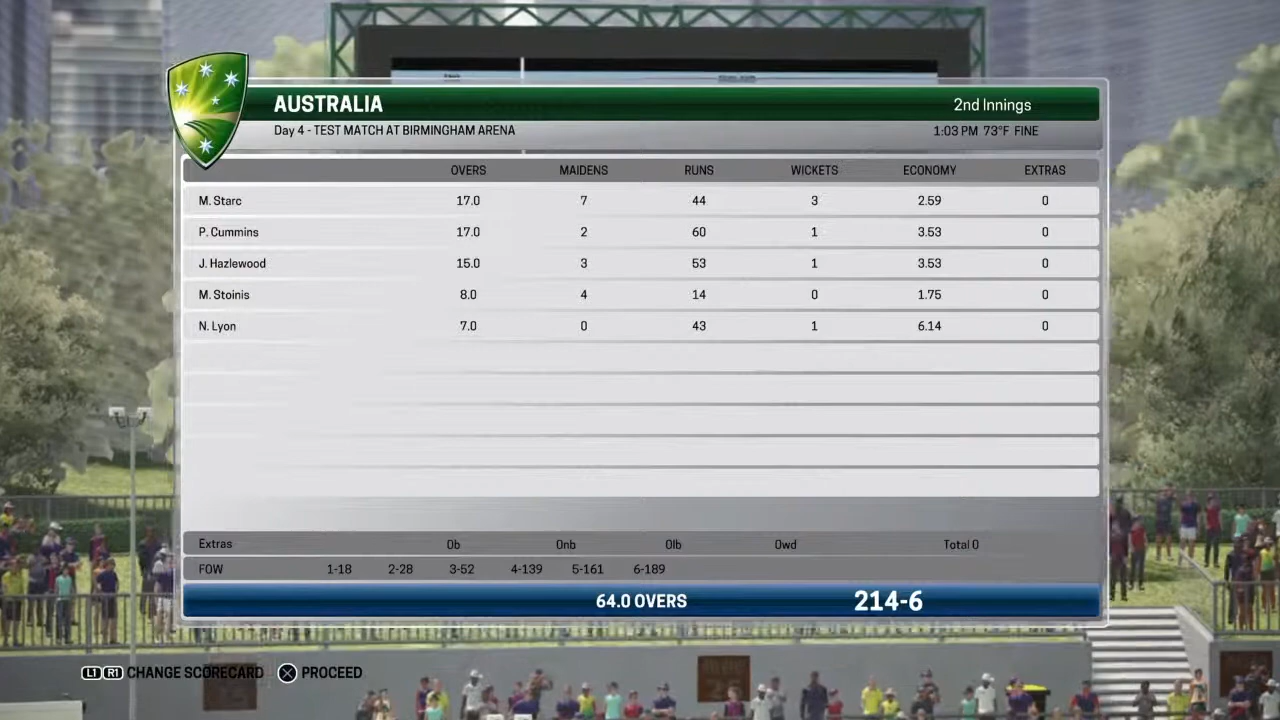 AUSTRALIA 2nd Innings
Day 4 - TEST MATCH AT BIRMINGHAM ARENA 1:03 PM 73°F FINE
OVERS MAIDENS RUNS WICKETS ECONOMY EXTRAS
M. Starc 17.0 7 44 3 2.59 0
P. Cummins 17.0 2 60 1 3.53 0
J. Hazlewood 15.0 3 53 1 3.53 0
M. Stoinis 8.0 4 14 0 1.75 0
N. Lyon 7.0 0 43 1 6.14 0
Extras 0b 0nb 0lb 0wd Total 0
FOW 1-18 2-28 3-52 4-139 5-161 6-189
64.0 OVERS 214-6
L1 R1 CHANGE SCORECARD PROCEED